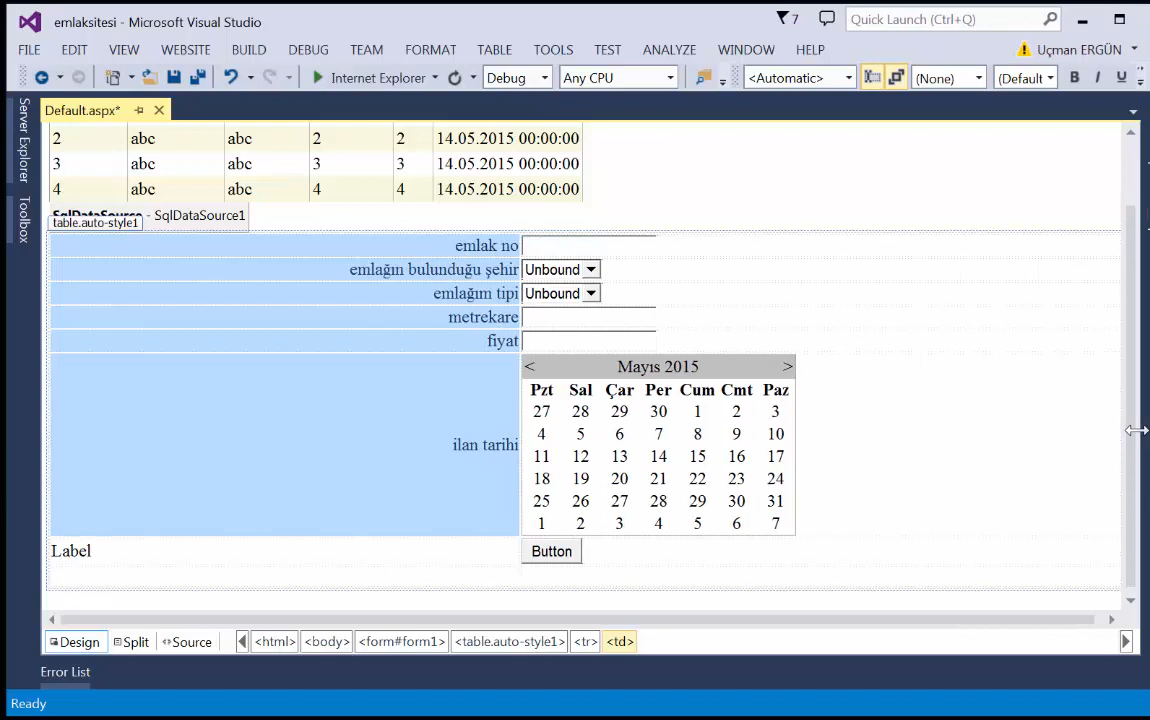 emlaksitesi - Microsoft Visual Studio
7
Quick Launch (Ctrl+Q)
FILE EDIT VIEW WEBSITE BUILD DEBUG TEAM FORMAT TABLE TOOLS TEST ANALYZE WINDOW HELP
Uçman ERGÜN
Internet Explorer Debug Any CPU <Automatic> (None) (Default B I U
Server Explorer
Toolbox
Default.aspx*
2 abc abc 2 2 14.05.2015 00:00:00
3 abc abc 3 3 14.05.2015 00:00:00
4 abc abc 4 4 14.05.2015 00:00:00
SqlDataSource - SqlDataSource1
table.auto-style1
emlak no
emlağın bulunduğu şehir Unbound
emlağım tipi Unbound
metrekare
fiyat
< Mayıs 2015 >
Pzt Sal Çar Per Cum Cmt Paz
27 28 29 30 1 2 3
4 5 6 7 8 9 10
ilan tarihi
11 12 13 14 15 16 17
18 19 20 21 22 23 24
25 26 27 28 29 30 31
1 2 3 4 5 6 7
Label Button
Design Split Source <html> <body> <form#form1> <table.auto-style1> <tr> <td>
Error List
Ready